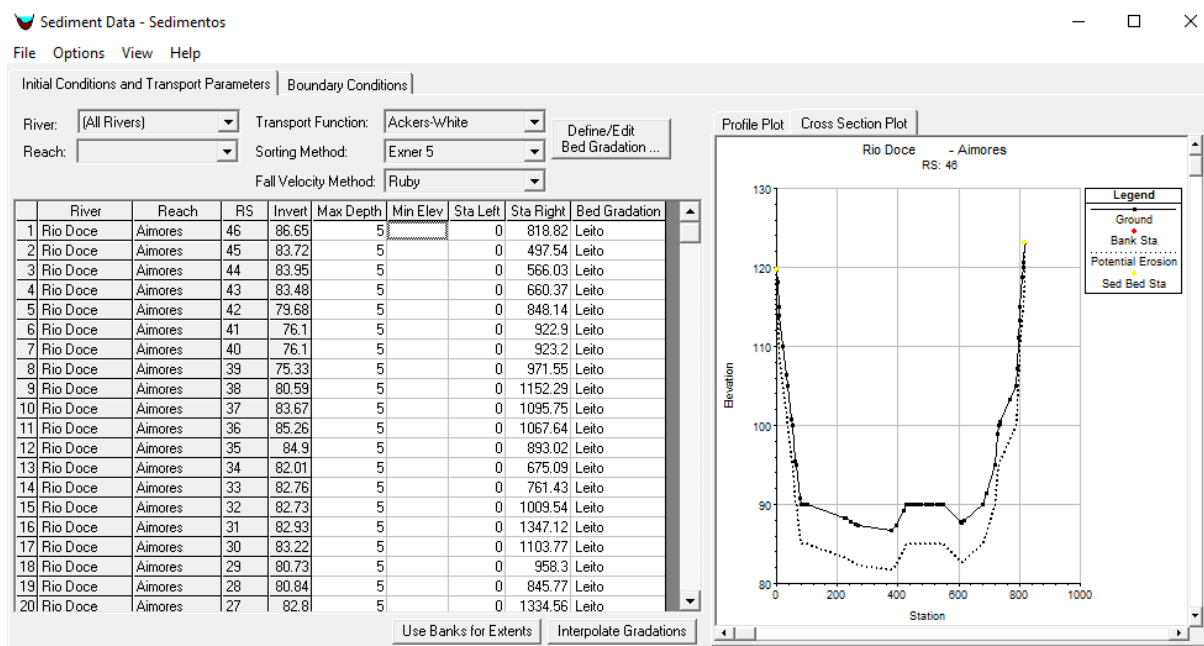 Sediment Data - Sedimentos
File Options View Help
Initial Conditions and Transport Parameters Boundary Conditions
River: (All Rivers) Transport Function: Ackers-White Define/Edit Bed Gradation ...
Reach: Sorting Method: Exner 5
Fall Velocity Method: Ruby
River Reach RS Invert Max Depth Min Elev Sta Left Sta Right Bed Gradation
1 Rio Doce Aimores 46 86.65 5 0 818.82 Leito
2 Rio Doce Aimores 45 83.72 5 0 497.54 Leito
3 Rio Doce Aimores 44 83.95 5 0 566.03 Leito
4 Rio Doce Aimores 43 83.48 5 0 660.37 Leito
5 Rio Doce Aimores 42 79.68 5 0 848.14 Leito
6 Rio Doce Aimores 41 76.1 5 0 922.9 Leito
7 Rio Doce Aimores 40 76.1 5 0 923.2 Leito
8 Rio Doce Aimores 39 75.33 5 0 971.55 Leito
9 Rio Doce Aimores 38 80.59 5 0 1152.29 Leito
10 Rio Doce Aimores 37 83.67 5 0 1095.75 Leito
11 Rio Doce Aimores 36 85.26 5 0 1067.64 Leito
12 Rio Doce Aimores 35 84.9 5 0 893.02 Leito
13 Rio Doce Aimores 34 82.01 5 0 675.09 Leito
14 Rio Doce Aimores 33 82.76 5 0 761.43 Leito
15 Rio Doce Aimores 32 82.73 5 0 1009.54 Leito
16 Rio Doce Aimores 31 82.93 5 0 1347.12 Leito
17 Rio Doce Aimores 30 83.22 5 0 1103.77 Leito
18 Rio Doce Aimores 29 80.73 5 0 958.3 Leito
19 Rio Doce Aimores 28 80.84 5 0 845.77 Leito
20 Rio Doce Aimores 27 82.8 5 0 1334.56 Leito
Use Banks for Extents Interpolate Gradations
Profile Plot Cross Section Plot
Rio Doce - Aimores
RS: 46
130
120
110
100
90
80
Elevation
0 200 400 600 800 1000
Station
Legend
Ground
Bank Sta
Potential Erosion
Sed Bed Sta